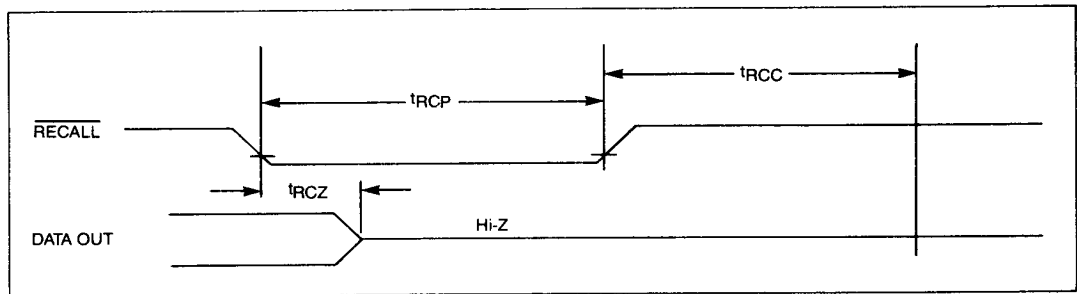 tRCC
tRCP
RECALL
tRCZ
Hi-Z
DATA OUT